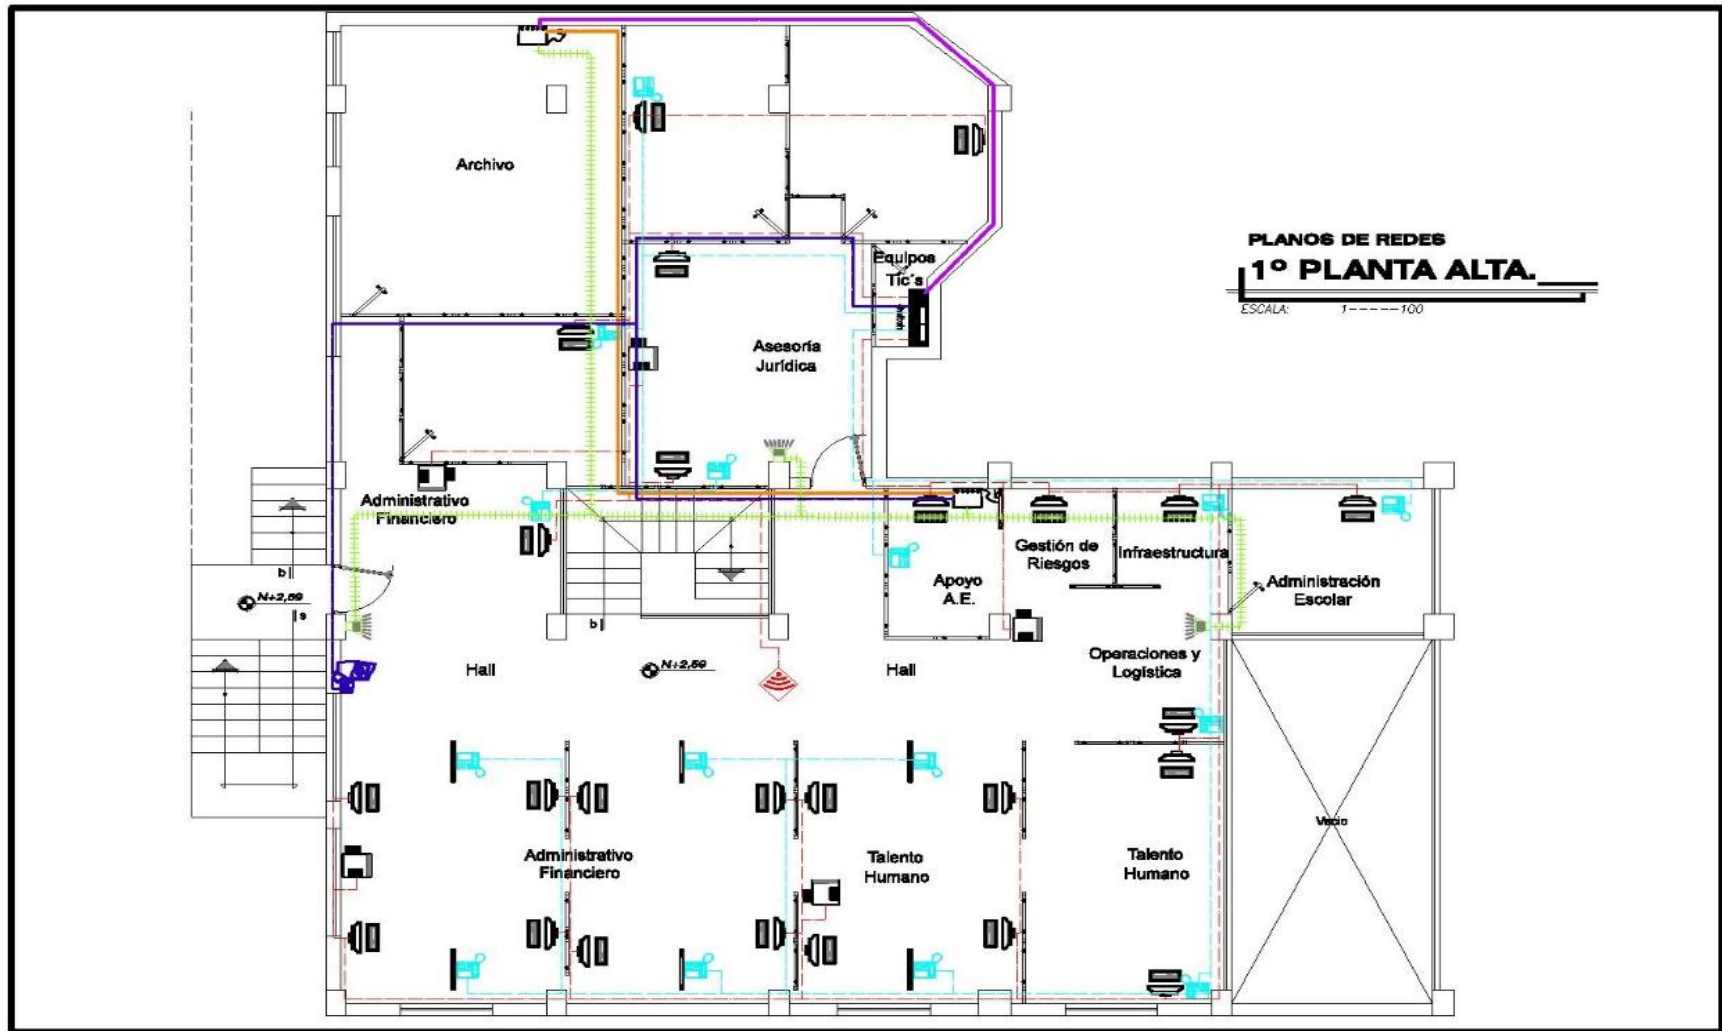 PLANOS DE REDES
1º PLANTA ALTA.
ESCALA: 1-----100
Archivo
Equipos
Tic's
Asesoría
Jurídica
Administrativo
Financiero
Gestión de
Riesgos
Infraestructura
Apoyo
A.E.
Administración
Escolar
b
N+2,59
s
b
Hall
N+2,59
Hall
Operaciones y
Logística
Vacio
Administrativo
Financiero
Talento
Humano
Talento
Humano